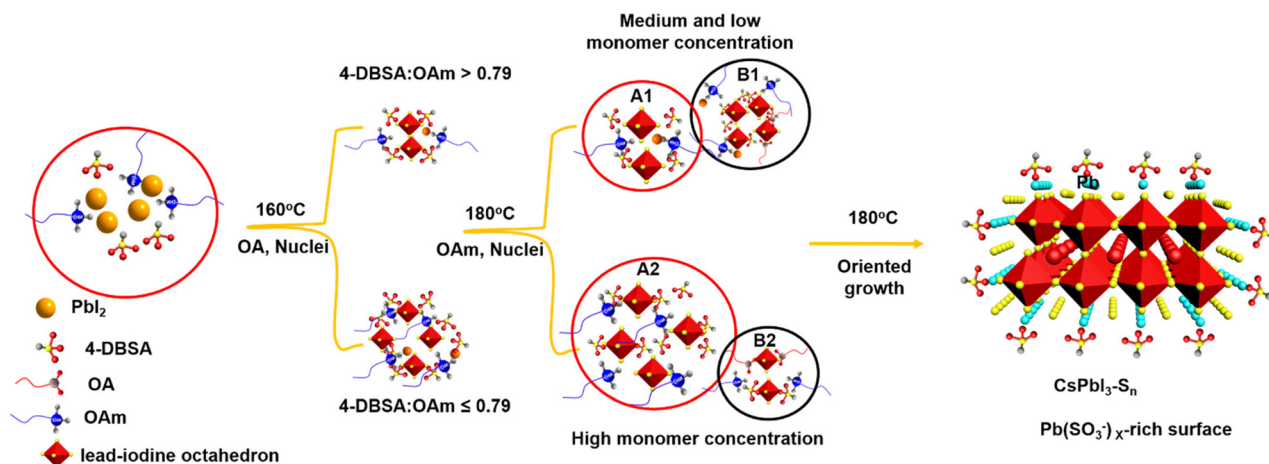 Medium and low
monomer concentration
4-DBSA:OAm > 0.79
A1
B1
160°C
OA, Nuclei
180°C
OAm, Nuclei
180°C
Oriented
growth
Pb
A2
B2
4-DBSA:OAm ≤ 0.79
High monomer concentration
PbI₂
4-DBSA
OA
OAm
lead-iodine octahedron
CsPbI₃-Sₙ
Pb(SO₃⁻)ₓ-rich surface